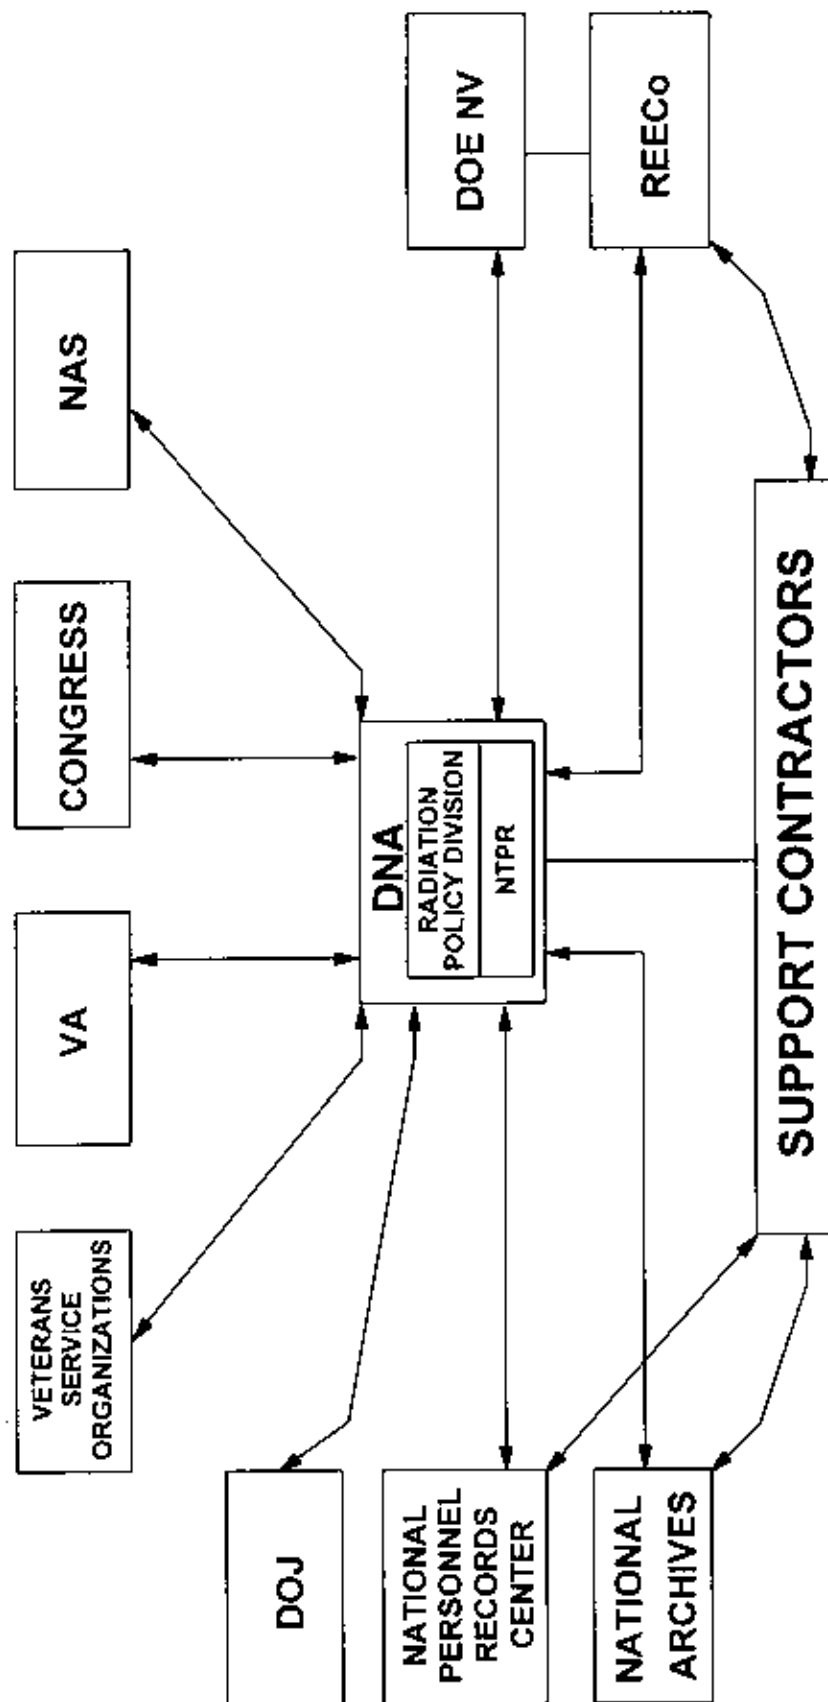 VETERANS
SERVICE
ORGANIZATIONS
VA
CONGRESS
NAS
DOJ
DNA
RADIATION
POLICY DIVISION
NTPR
DOE NV
NATIONAL
PERSONNEL
RECORDS
CENTER
REECo
NATIONAL
ARCHIVES
SUPPORT CONTRACTORS